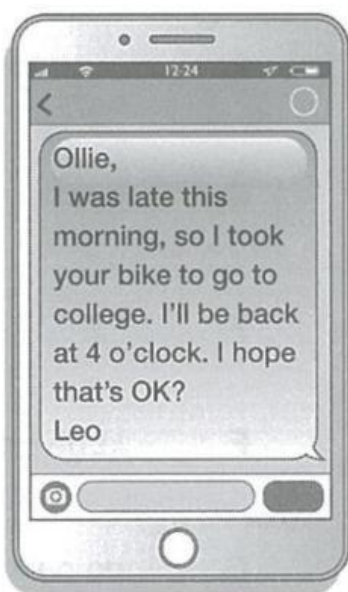 12:24
Ollie,
I was late this
morning, so I took
your bike to go to
college. I'll be back
at 4 o'clock. I hope
that's OK?
Leo